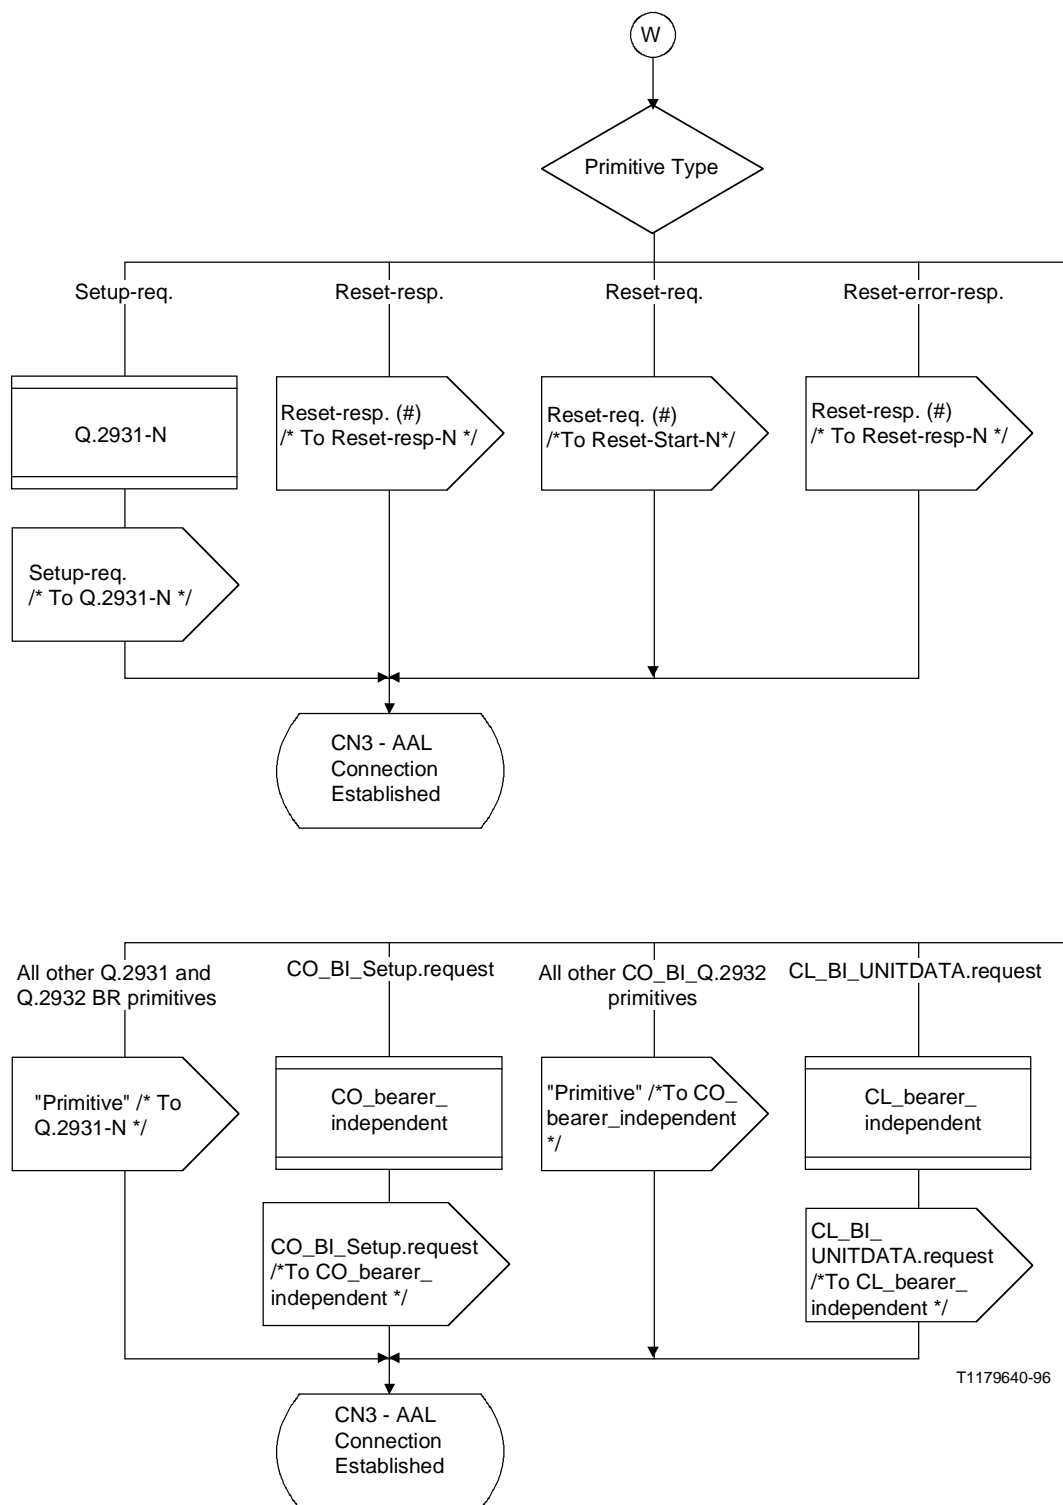 W
Primitive Type
Setup-req.
Reset-resp.
Reset-req.
Reset-error-resp.
Q.2931-N
Reset-resp. (#)
/* To Reset-resp-N */
Reset-req. (#)
/*To Reset-Start-N*/
Reset-resp. (#)
/* To Reset-resp-N */
Setup-req.
/* To Q.2931-N */
CN3 - AAL
Connection
Established
All other Q.2931 and
Q.2932 BR primitives
CO_BI_Setup.request
All other CO_BI_Q.2932
primitives
CL_BI_UNITDATA.request
"Primitive" /* To
Q.2931-N */
CO_bearer_
independent
"Primitive" /*To CO_
bearer_independent
*/
CL_bearer_
independent
CO_BI_Setup.request
/*To CO_bearer_
independent */
CL_BI_
UNITDATA.request
/*To CL_bearer_
independent */
T1179640-96
CN3 - AAL
Connection
Established